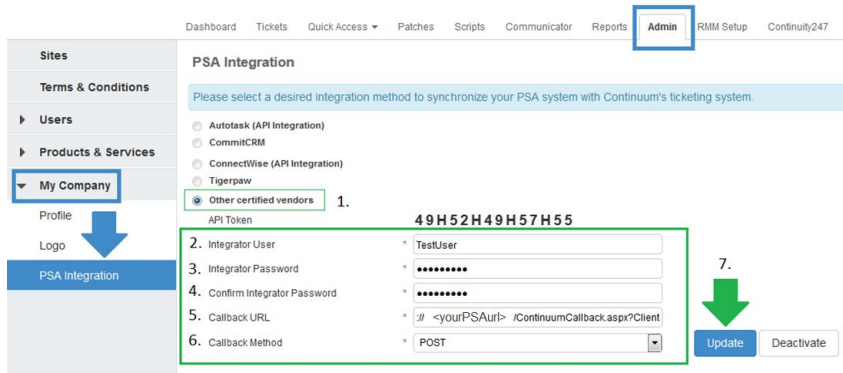 Dashboard Tickets Quick Access Patches Scripts Communicator Reports Admin RMM Setup Continuity247
Sites
Terms & Conditions
Users
Products & Services
My Company
Profile
Logo
PSA Integration
PSA Integration
Please select a desired integration method to synchronize your PSA system with Continuum's ticketing system.
Autotask (API Integration)
CommitCRM
ConnectWise (API Integration)
Tigerpaw
Other certified vendors 1.
API Token 49H52H49H57H55
2. Integrator User * TestUser
3. Integrator Password * •••••••••
4. Confirm Integrator Password * •••••••••
5. Callback URL * :// <yourPSAurl> /ContinuumCallback.aspx?Client
6. Callback Method * POST
7.
Update Deactivate